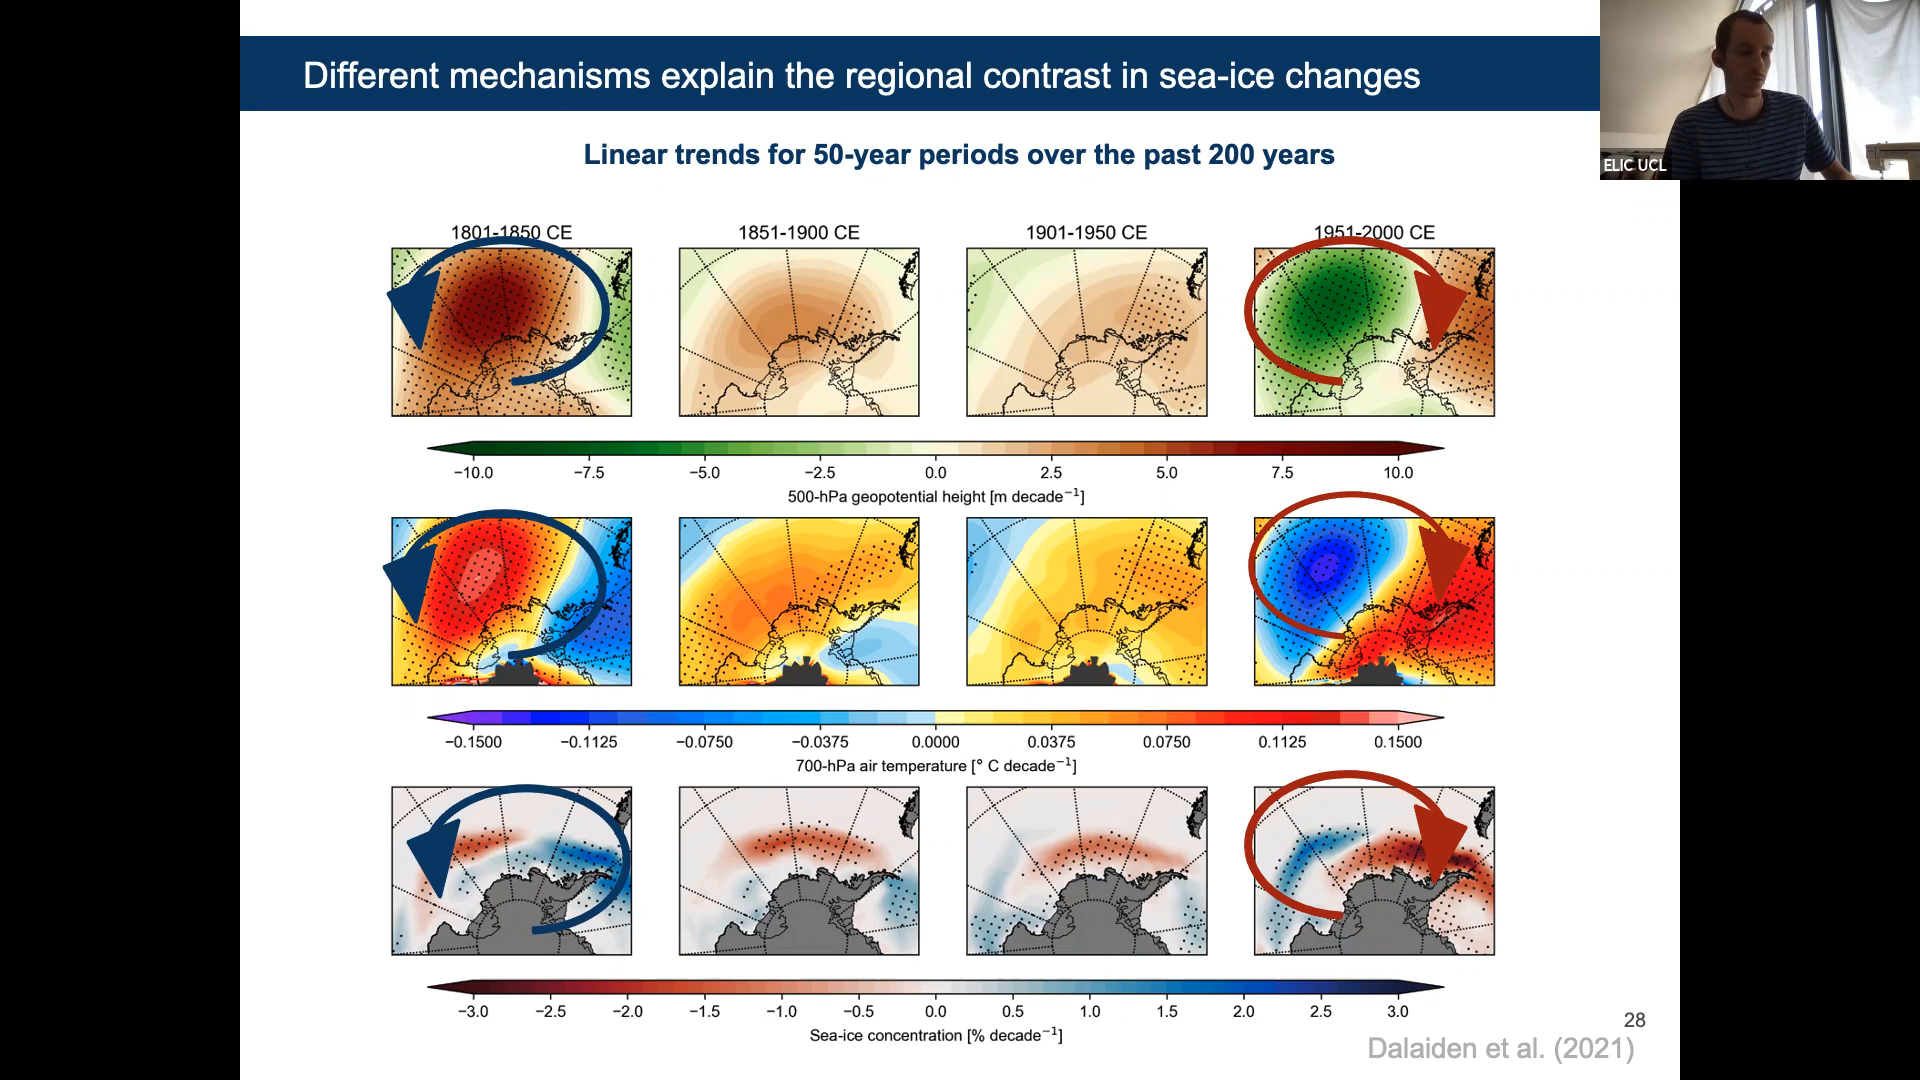 Different mechanisms explain the regional contrast in sea-ice changes
ELIC UCL
Linear trends for 50-year periods over the past 200 years
1801-1850 CE
1851-1900 CE
1901-1950 CE
1951-2000 CE
−10.0 −7.5 −5.0 −2.5 0.0 2.5 5.0 7.5 10.0
500-hPa geopotential height [m decade⁻¹]
−0.1500 −0.1125 −0.0750 −0.0375 0.0000 0.0375 0.0750 0.1125 0.1500
700-hPa air temperature [° C decade⁻¹]
−3.0 −2.5 −2.0 −1.5 −1.0 −0.5 0.0 0.5 1.0 1.5 2.0 2.5 3.0
Sea-ice concentration [% decade⁻¹]
28
Dalaiden et al. (2021)